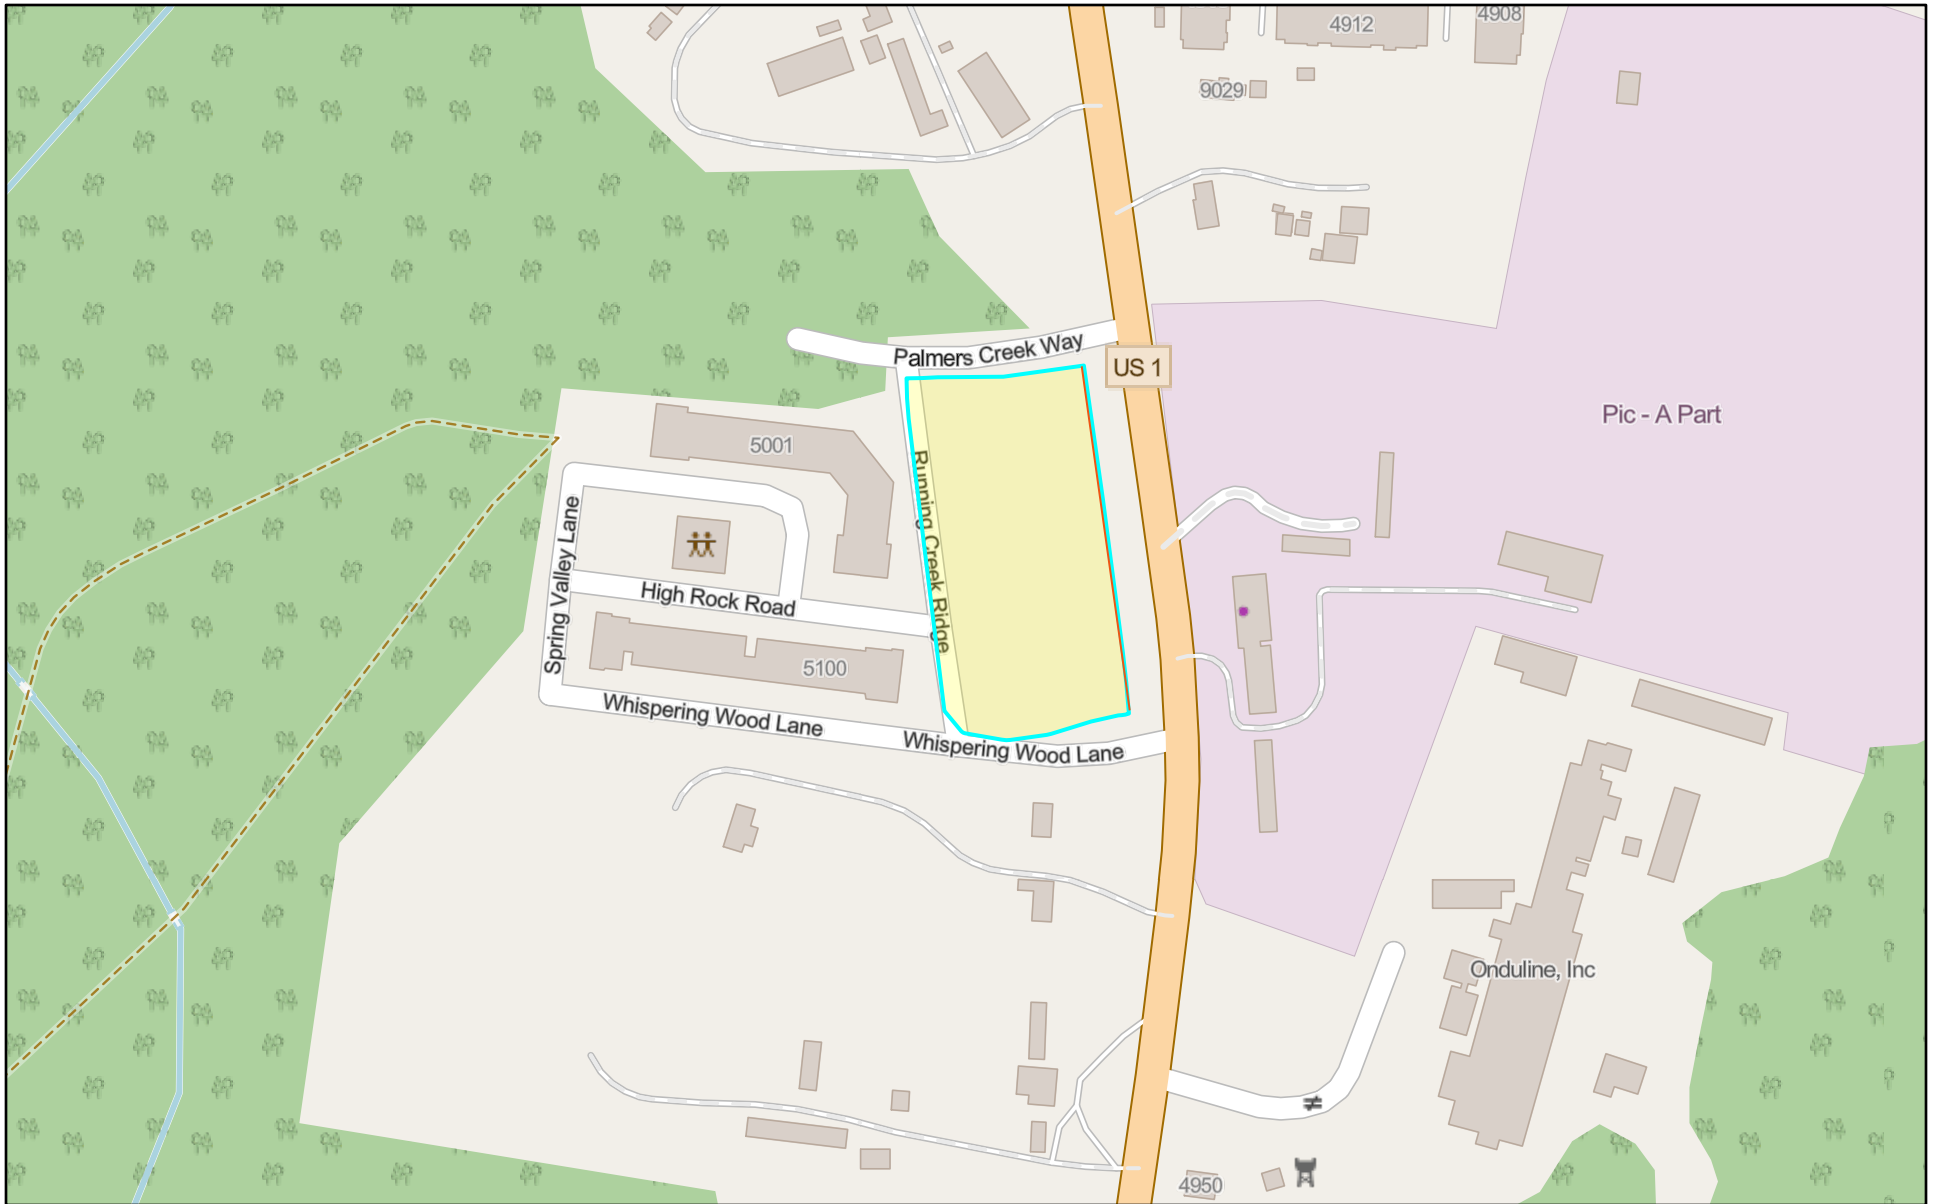 4912
4908
9029
Palmers Creek Way
US 1
Pic - A Part
5001
Running Creek Ridge
Spring Valley Lane
High Rock Road
5100
Whispering Wood Lane
Whispering Wood Lane
Onduline, Inc
4950